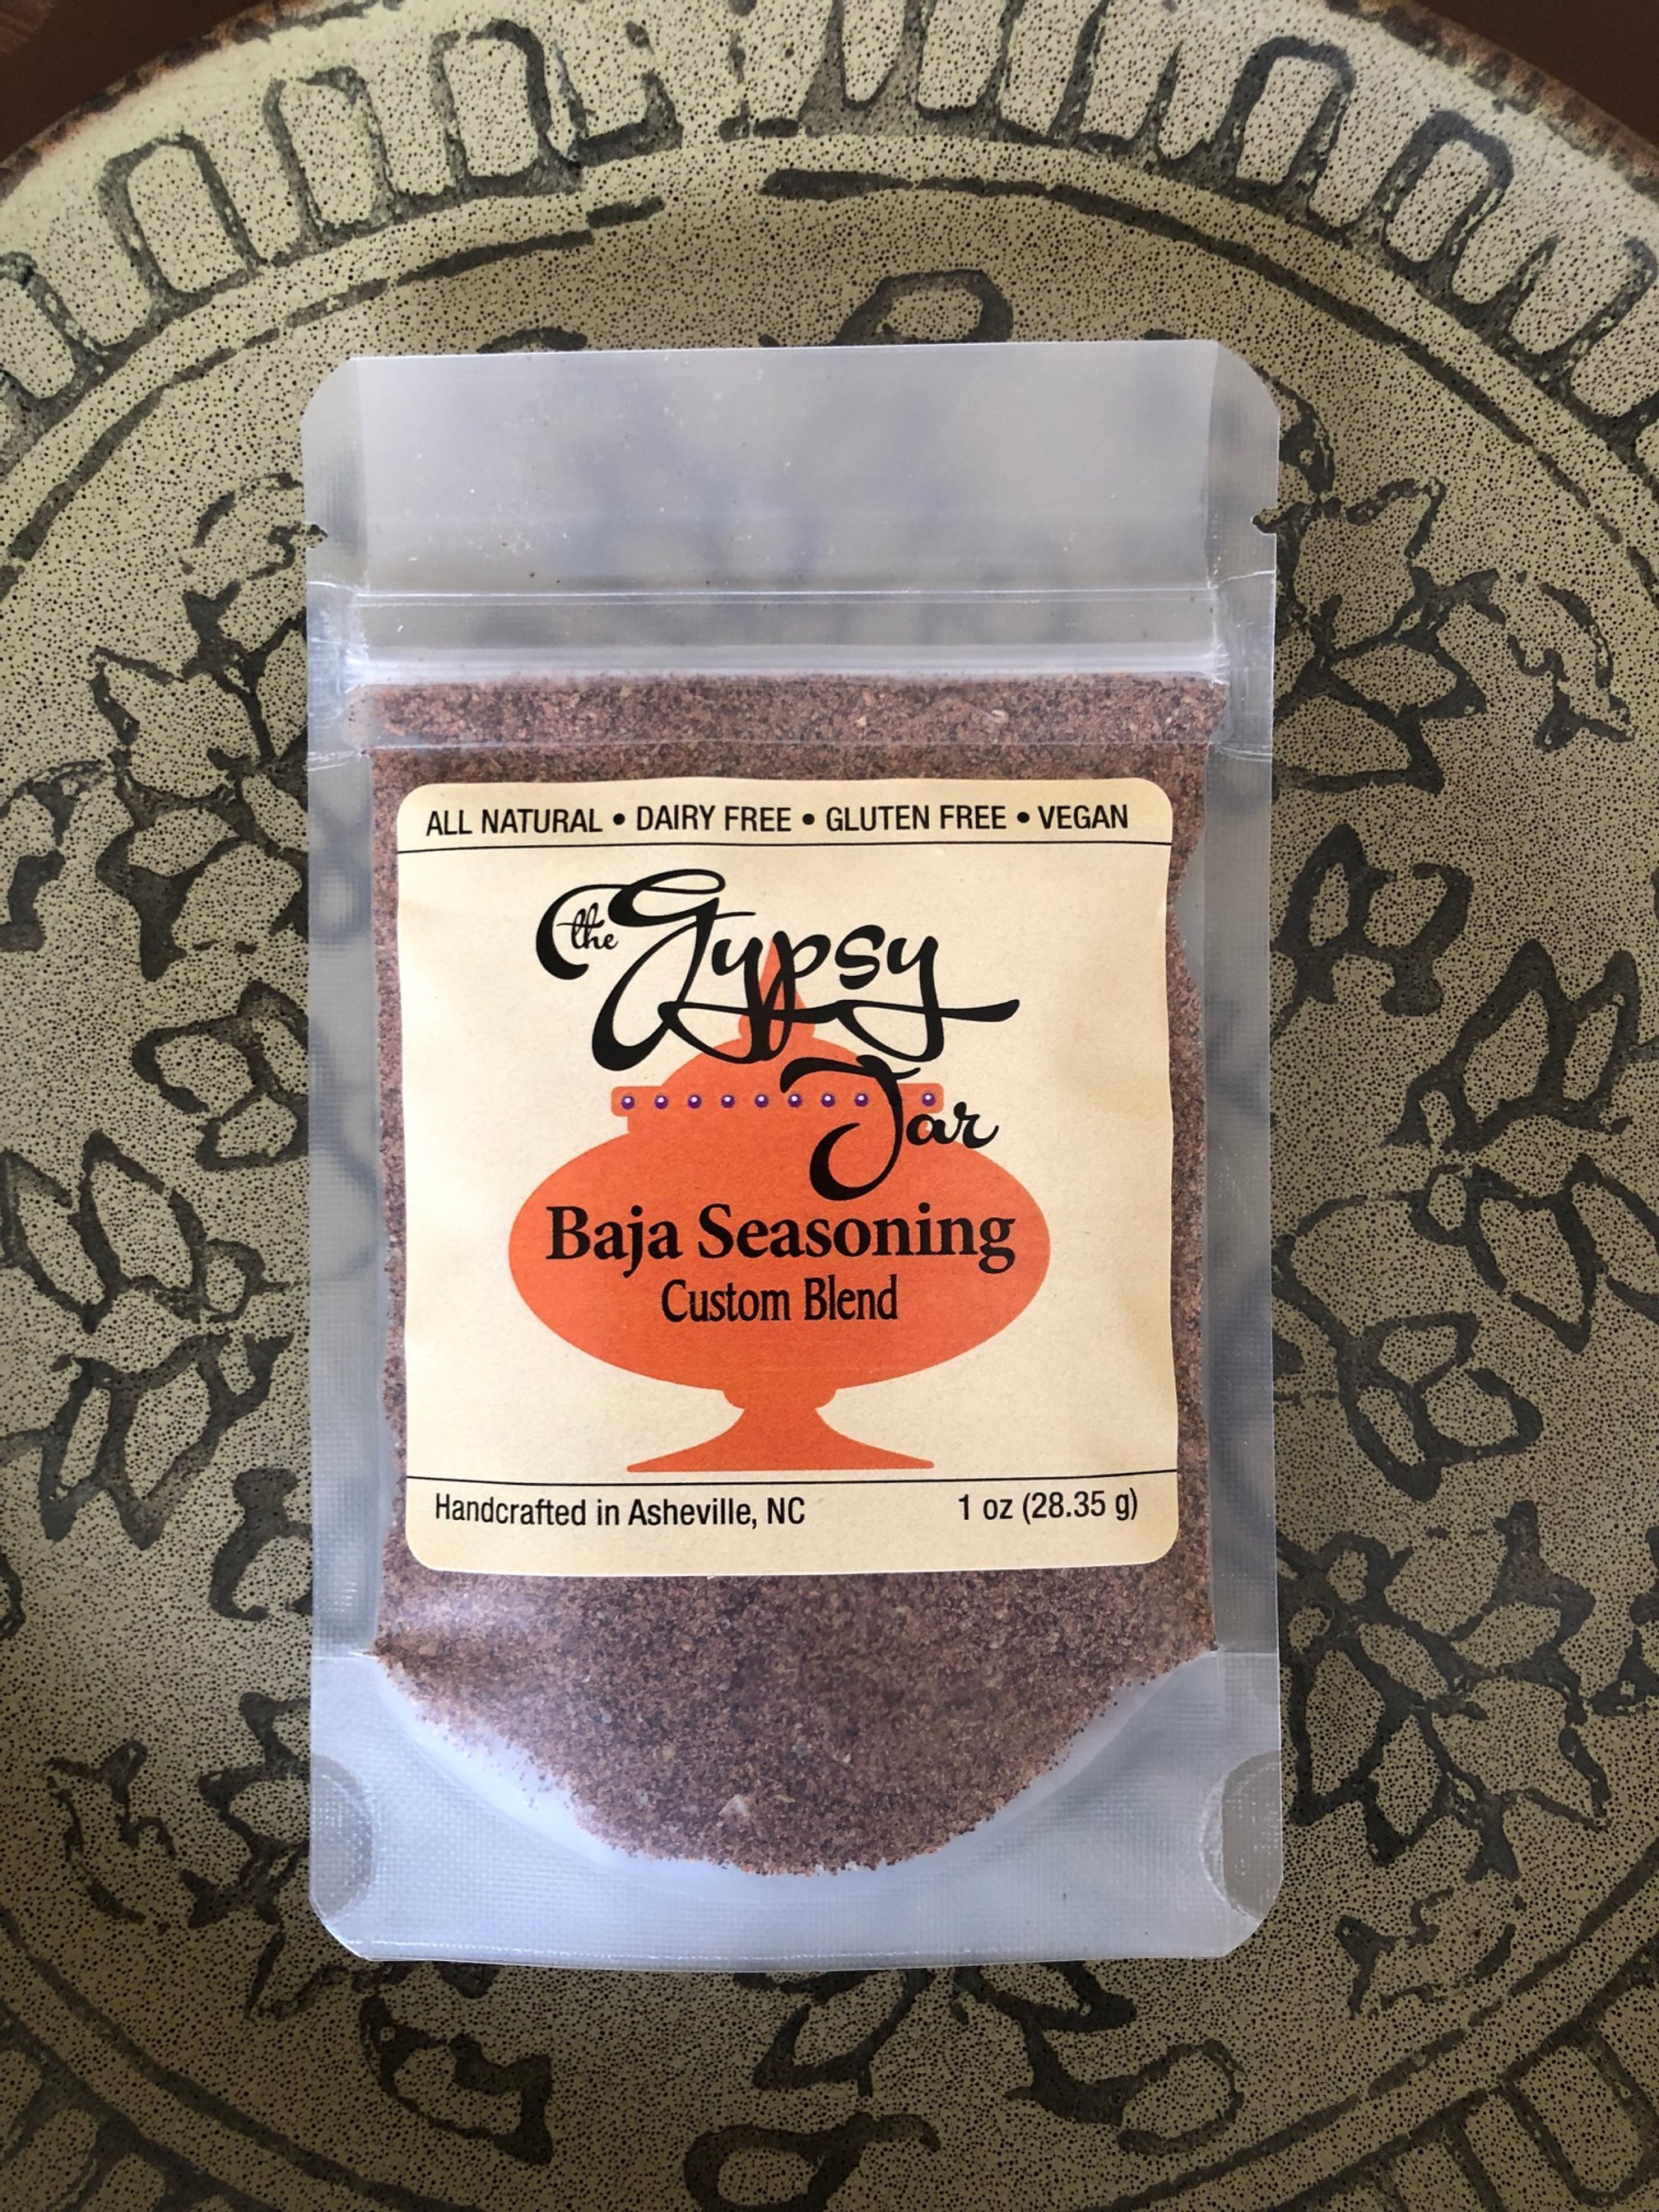 ALL NATURAL • DAIRY FREE • GLUTEN FREE • VEGAN
the Gypsy
Jar
Baja Seasoning
Custom Blend
Handcrafted in Asheville, NC 1 oz (28.35 g)